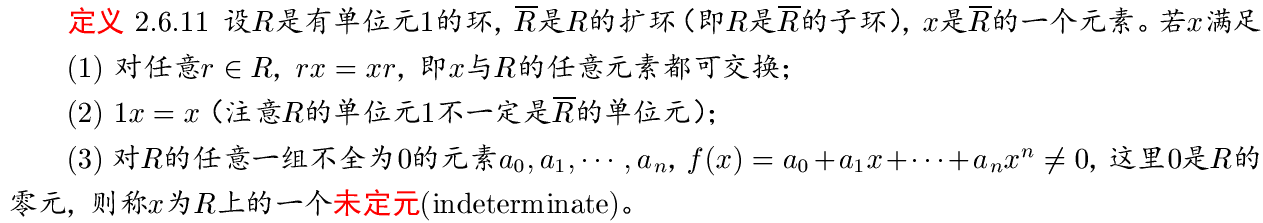 定义 2.6.11 设R是有单位元1的环, R̅是R的扩环(即R是R̅的子环), x是R̅的一个元素。若x满足
(1) 对任意r ∈ R, rx = xr, 即x与R的任意元素都可交换;
(2) 1x = x (注意R的单位元1不一定是R̅的单位元);
(3) 对R的任意一组不全为0的元素a₀, a₁, ⋯ , aₙ, f(x) = a₀ + a₁x + ⋯ + aₙxⁿ ≠ 0, 这里0是R的
零元, 则称x为R上的一个未定元(indeterminate)。